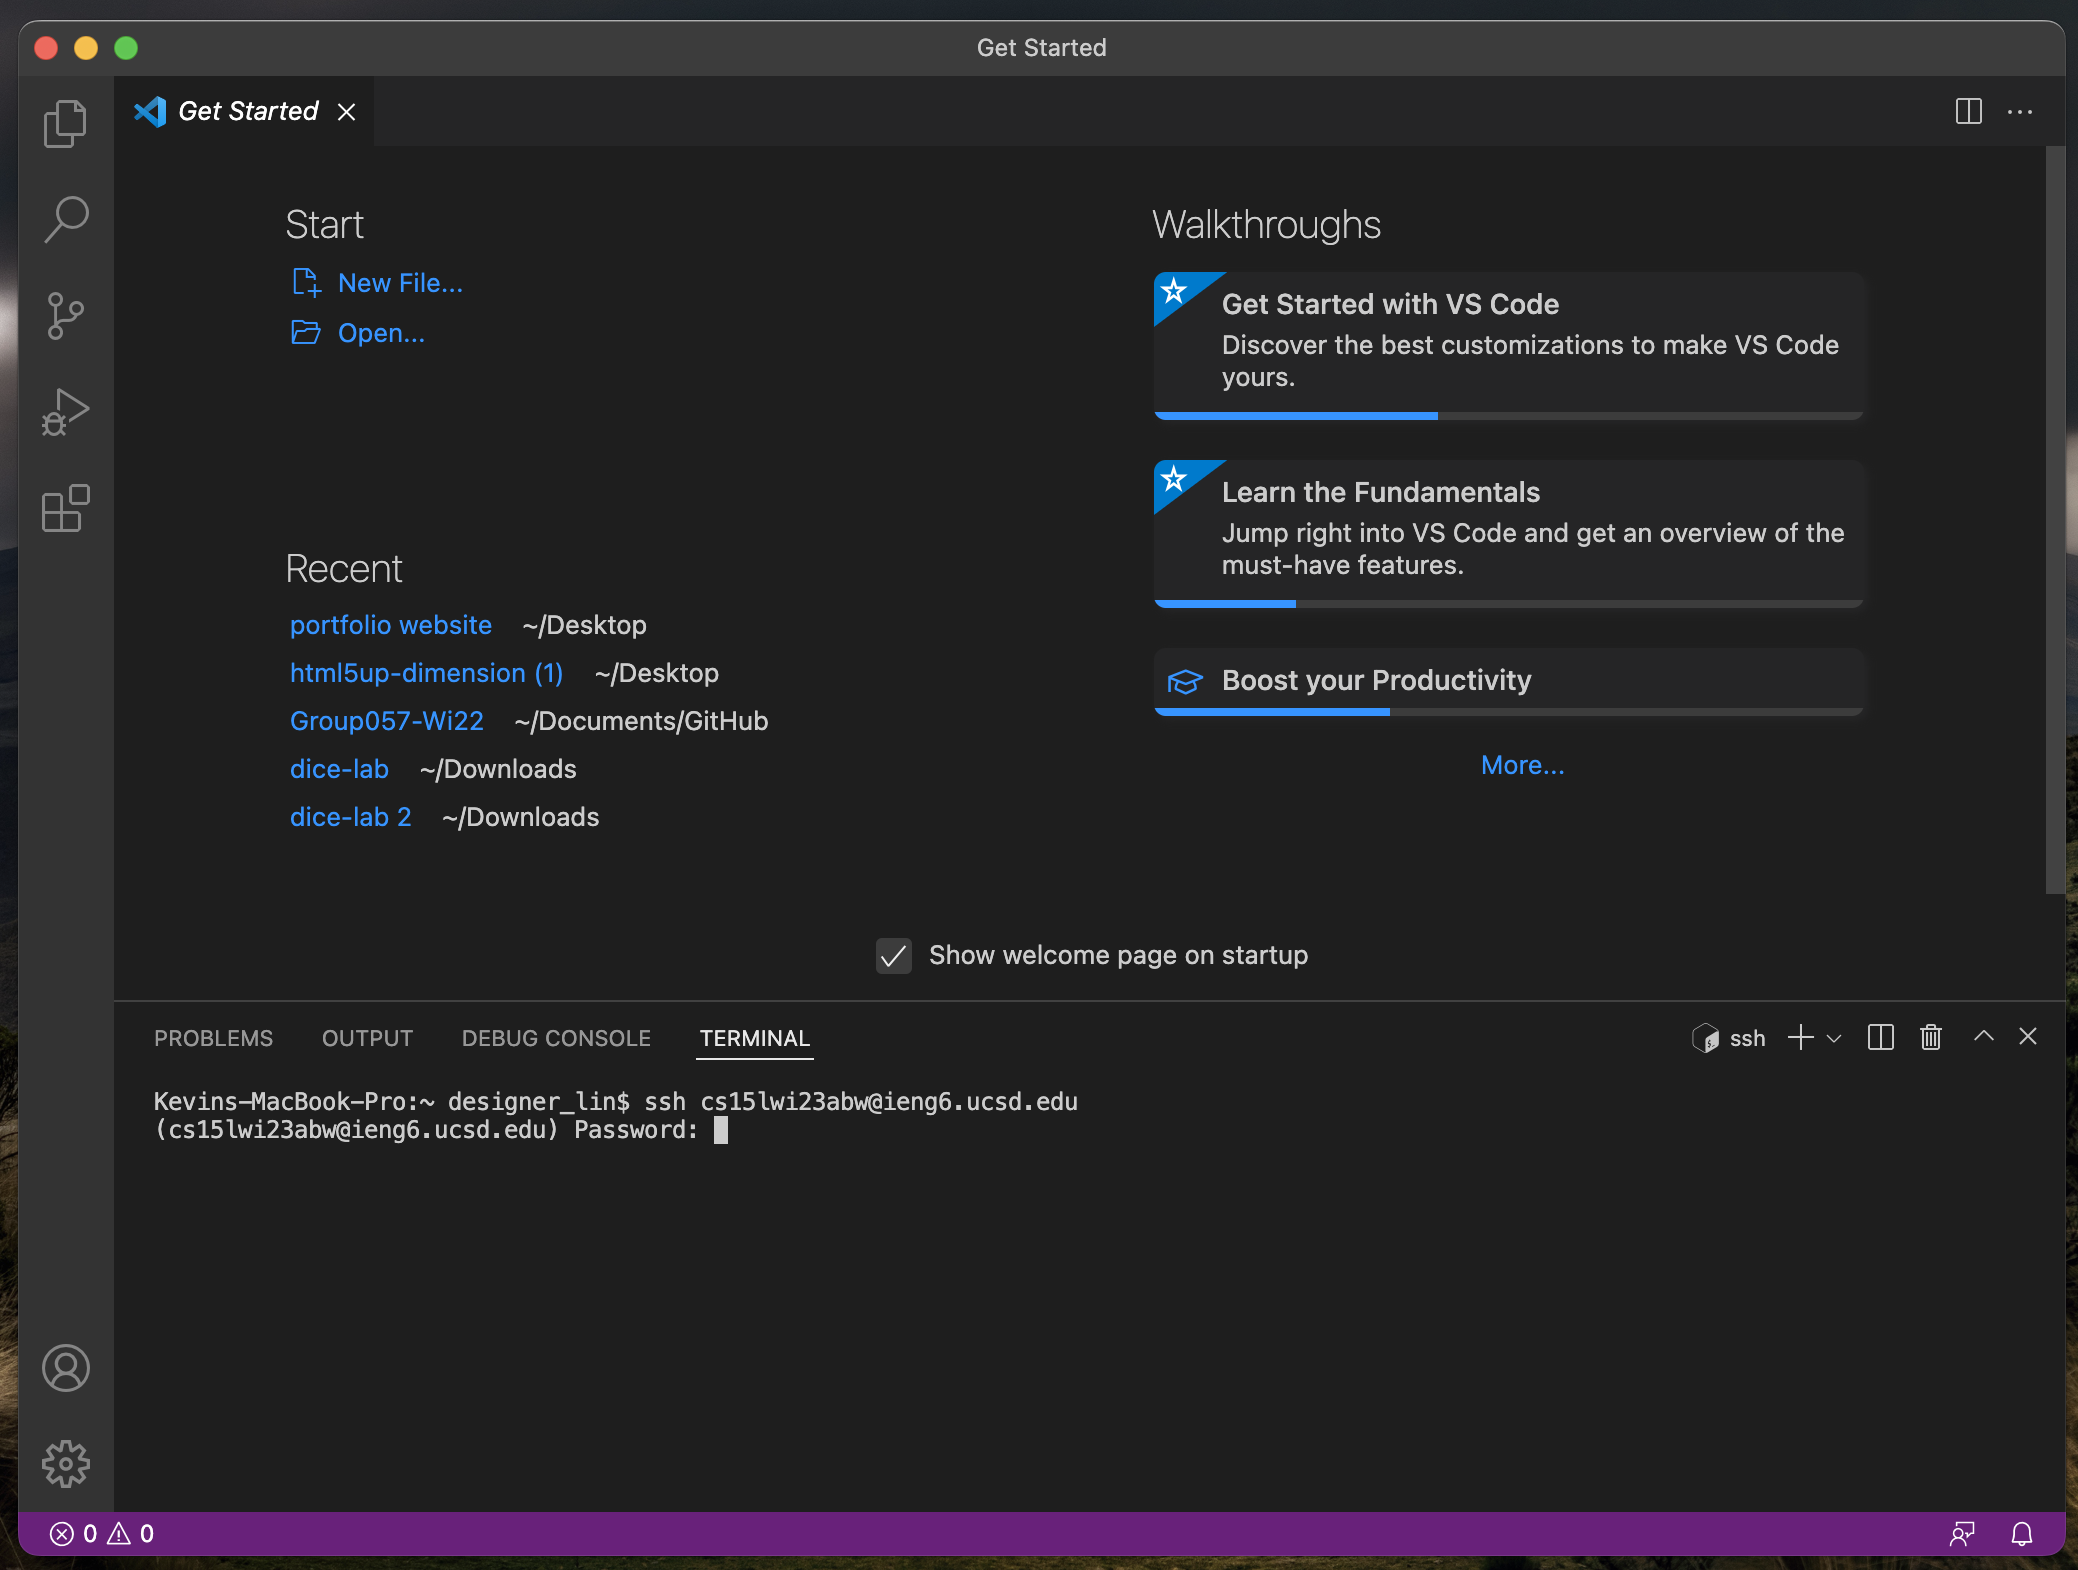 Get Started
Get Started
Start
New File...
Open...
Recent
portfolio website ~/Desktop
html5up-dimension (1) ~/Desktop
Group057-Wi22 ~/Documents/GitHub
dice-lab ~/Downloads
dice-lab 2 ~/Downloads
Walkthroughs
Get Started with VS Code
Discover the best customizations to make VS Code
yours.
Learn the Fundamentals
Jump right into VS Code and get an overview of the
must-have features.
Boost your Productivity
More...
Show welcome page on startup
PROBLEMS OUTPUT DEBUG CONSOLE TERMINAL ssh
Kevins-MacBook-Pro:~ designer_lin$ ssh cs15lwi23abw@ieng6.ucsd.edu
(cs15lwi23abw@ieng6.ucsd.edu) Password:
0 0